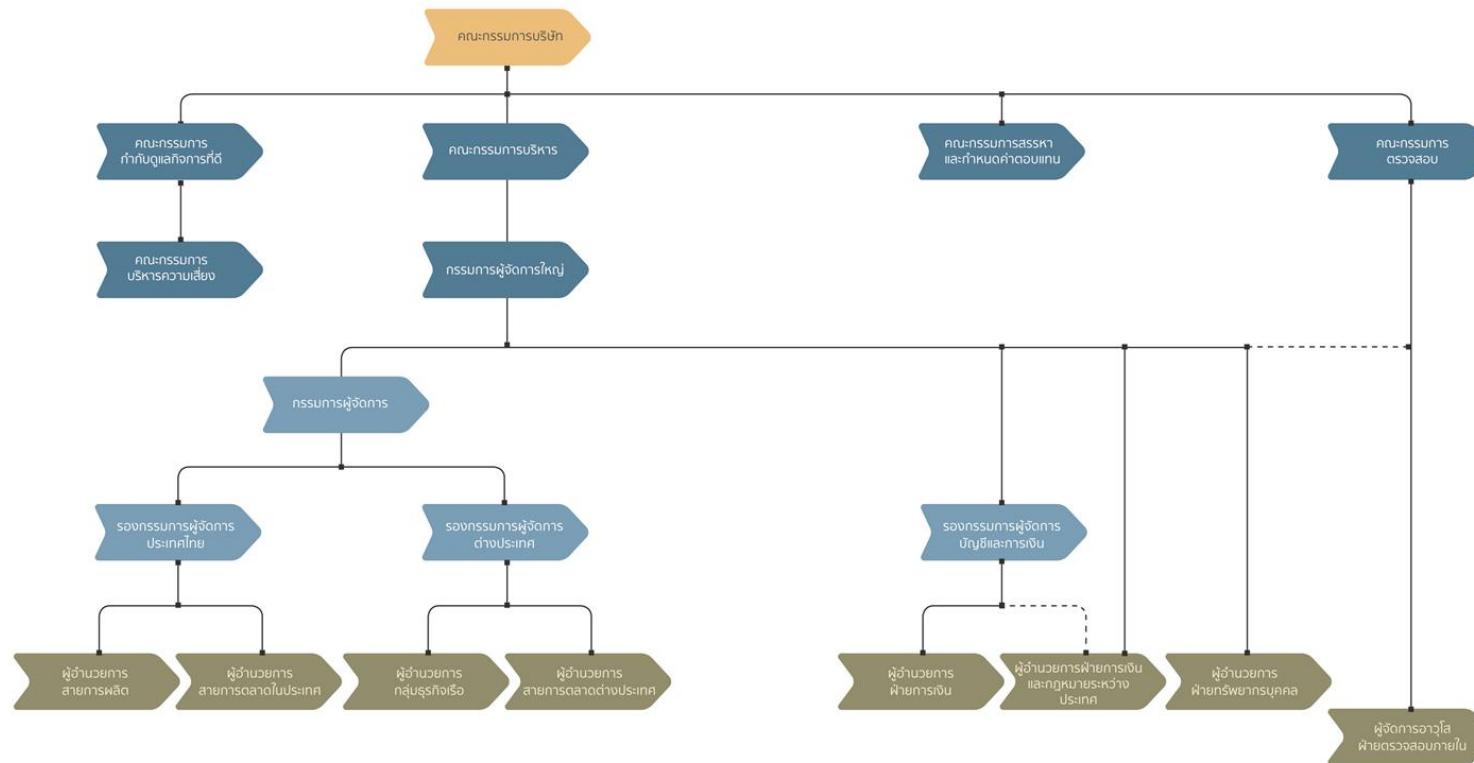 คณะกรรมการบริษัท
คณะกรรมการ
กำกับดูแลกิจการที่ดี
คณะกรรมการบริหาร
คณะกรรมการสรรหา
และกำหนดค่าตอบแทน
คณะกรรมการ
ตรวจสอบ
คณะกรรมการ
บริหารความเสี่ยง
กรรมการผู้จัดการใหญ่
กรรมการผู้จัดการ
รองกรรมการผู้จัดการ
ประเทศไทย
รองกรรมการผู้จัดการ
ต่างประเทศ
รองกรรมการผู้จัดการ
บัญชีและการเงิน
ผู้อำนวยการ
สายการผลิต
ผู้อำนวยการ
สายการตลาดในประเทศ
ผู้อำนวยการ
กลุ่มธุรกิจเรือ
ผู้อำนวยการ
สายการตลาดต่างประเทศ
ผู้อำนวยการ
ฝ่ายการเงิน
ผู้อำนวยการฝ่ายการเงิน
และกฎหมายระหว่าง
ประเทศ
ผู้อำนวยการ
ฝ่ายทรัพยากรบุคคล
ผู้จัดการอาวุโส
ฝ่ายตรวจสอบภายใน